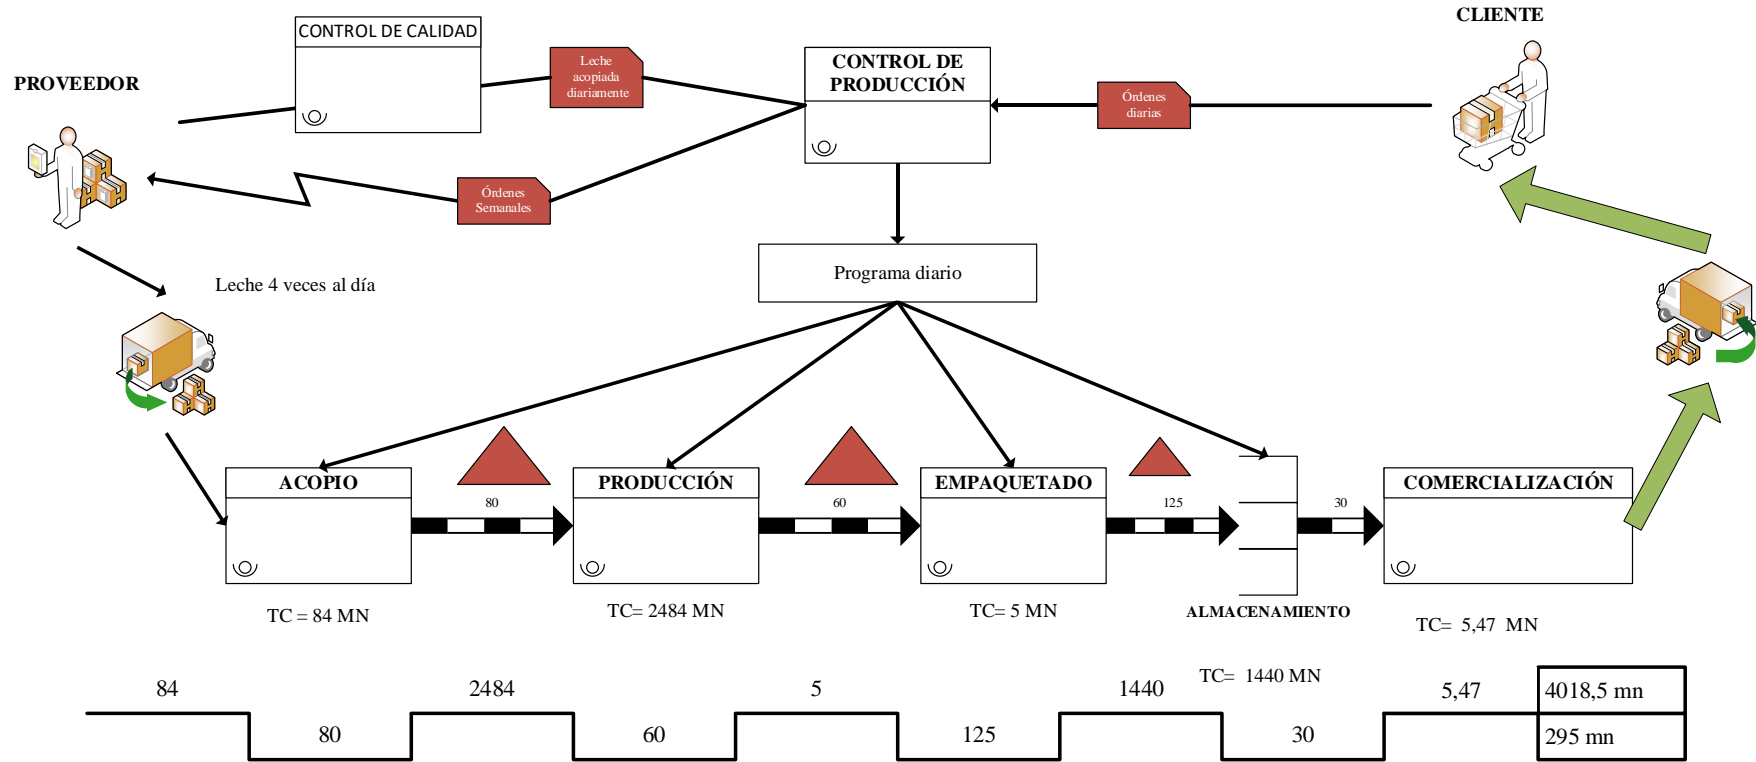 CLIENTE
CONTROL DE CALIDAD
Leche
acopiada
diariamente
CONTROL DE
PRODUCCIÓN
PROVEEDOR
Órdenes
diarias
Órdenes
Semanales
Programa diario
Leche 4 veces al día
ACOPIO
80
PRODUCCIÓN
60
EMPAQUETADO
125
30
COMERCIALIZACIÓN
TC = 84 MN
TC= 2484 MN
TC= 5 MN
ALMACENAMIENTO
TC= 5,47 MN
TC= 1440 MN
84
2484
5
1440
5,47
4018,5 mn
80
60
125
30
295 mn